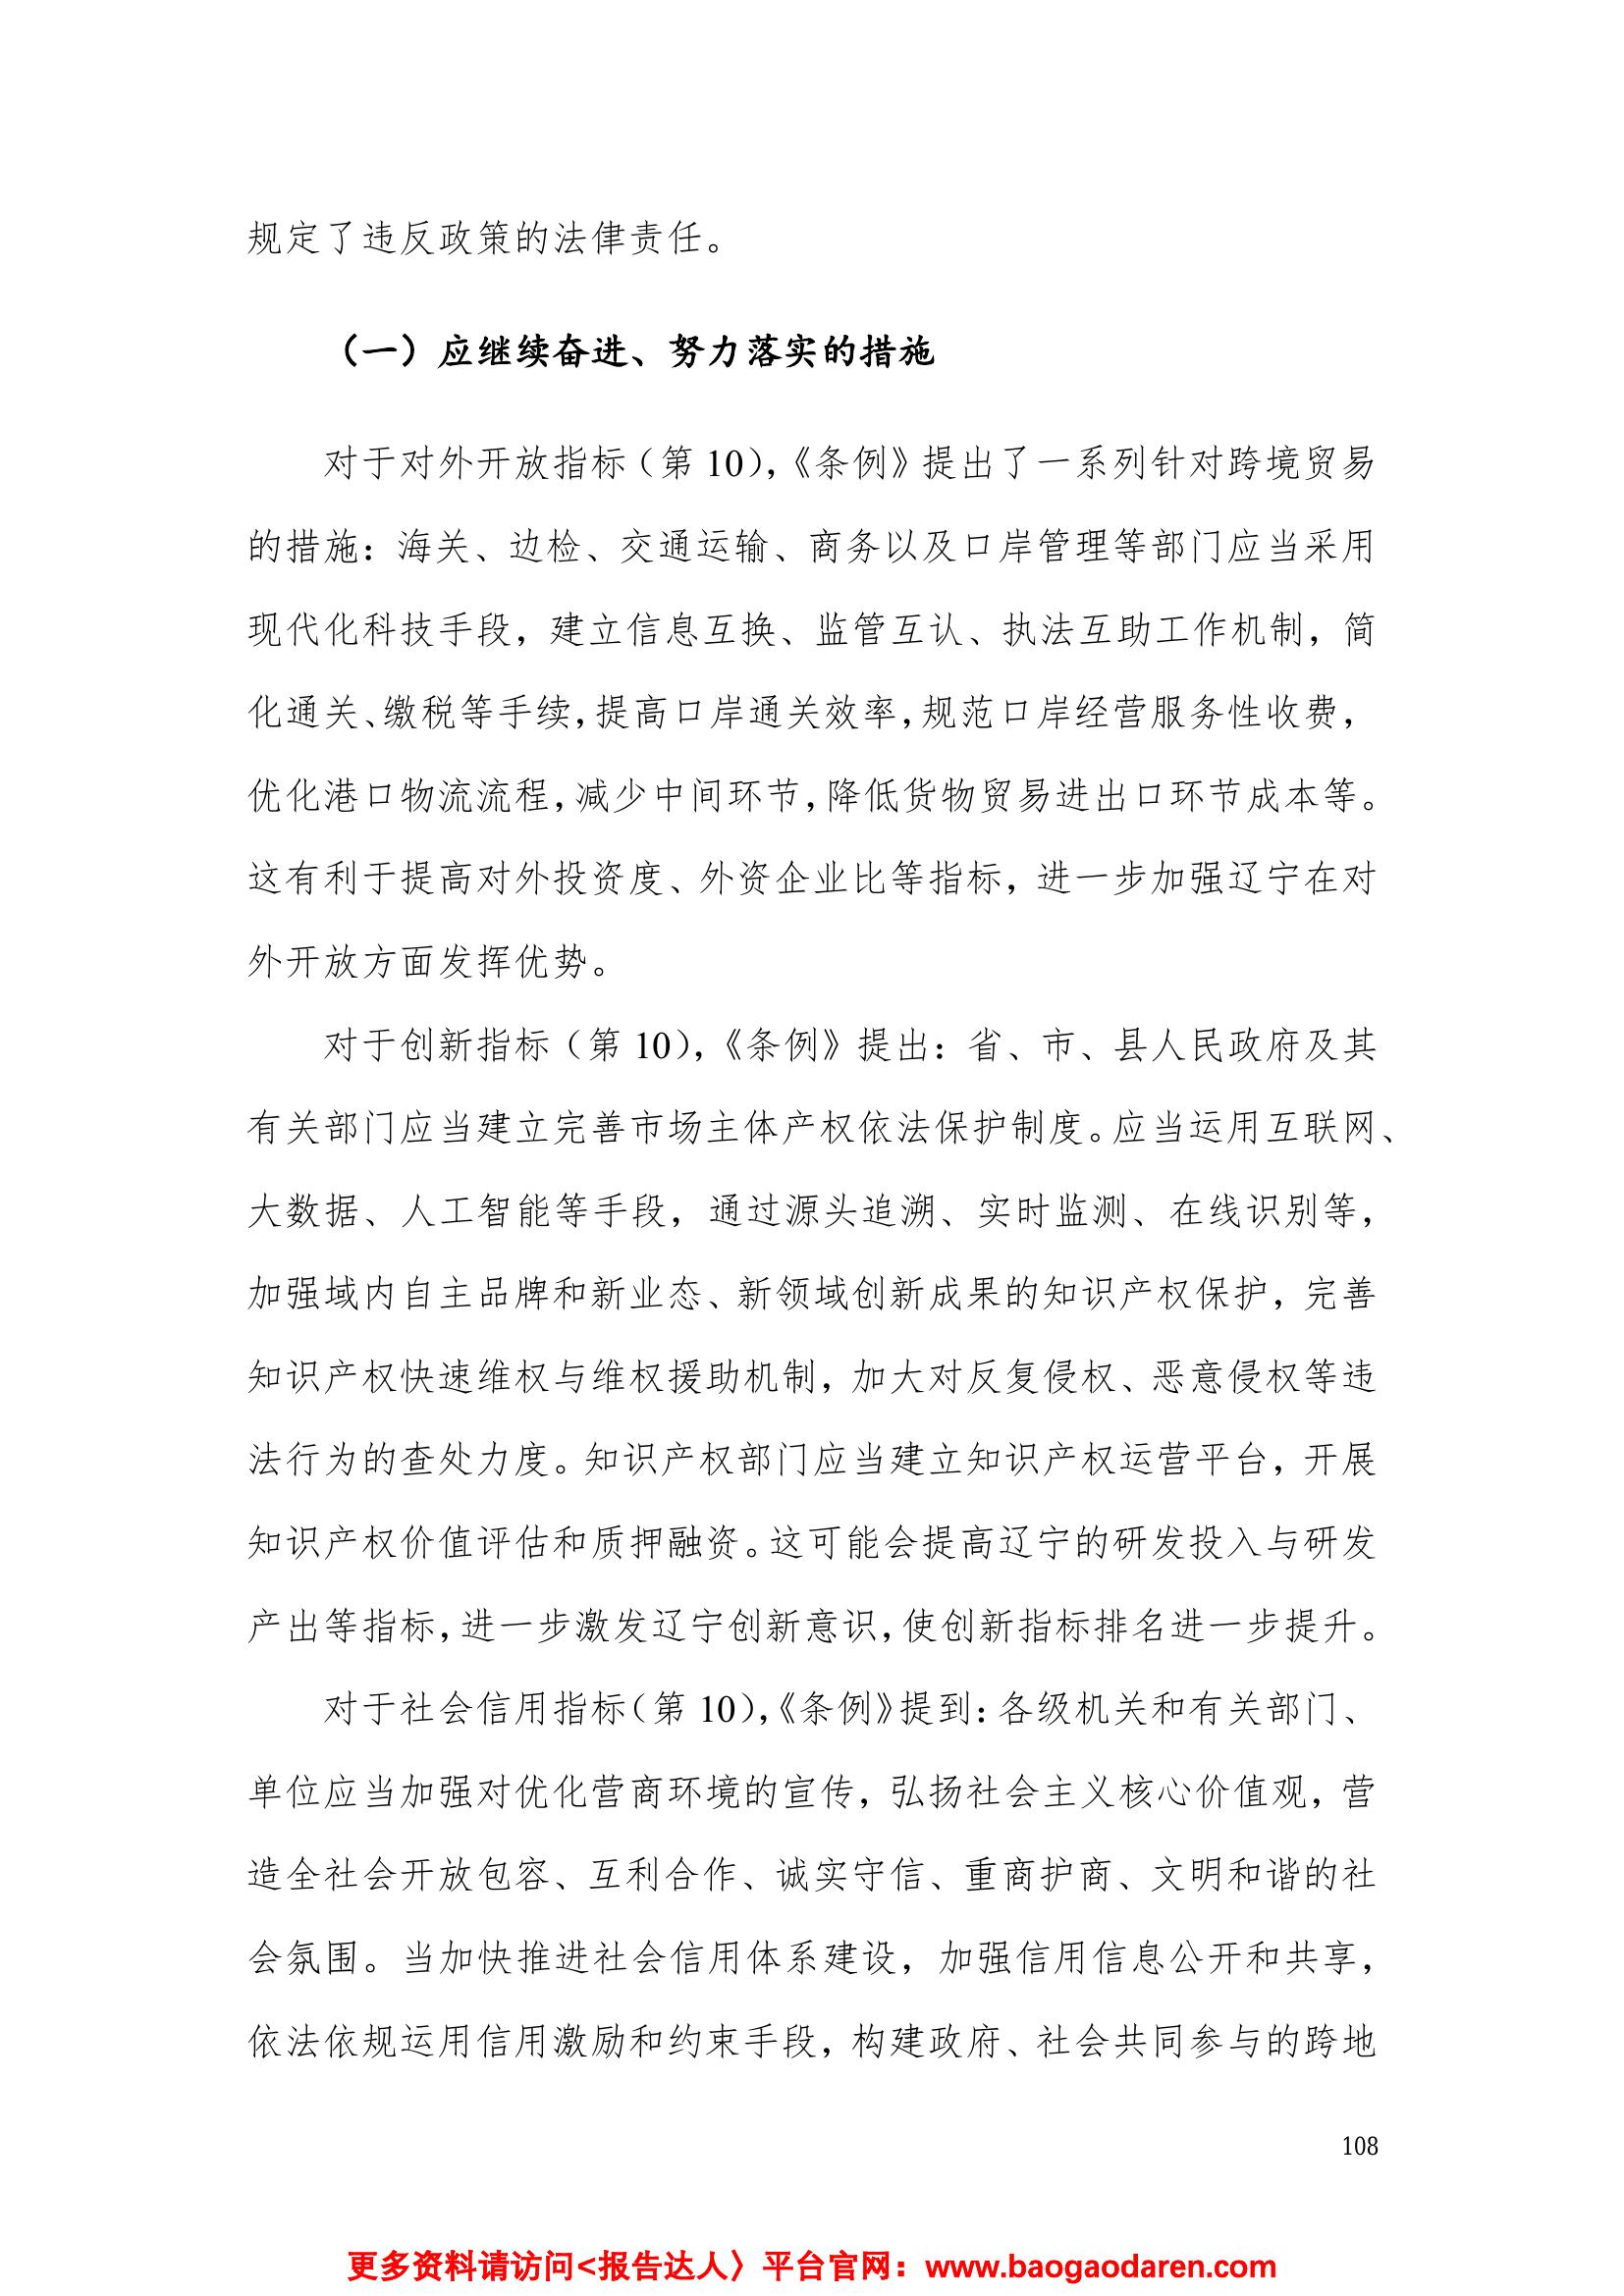 规定了违反政策的法律责任。
（一）应继续奋进、努力落实的措施
对于对外开放指标（第 10），《条例》提出了一系列针对跨境贸易
的措施：海关、边检、交通运输、商务以及口岸管理等部门应当采用
现代化科技手段，建立信息互换、监管互认、执法互助工作机制，简
化通关、缴税等手续，提高口岸通关效率，规范口岸经营服务性收费，
优化港口物流流程，减少中间环节，降低货物贸易进出口环节成本等。
这有利于提高对外投资度、外资企业比等指标，进一步加强辽宁在对
外开放方面发挥优势。
对于创新指标（第 10），《条例》提出：省、市、县人民政府及其
有关部门应当建立完善市场主体产权依法保护制度。应当运用互联网、
大数据、人工智能等手段，通过源头追溯、实时监测、在线识别等，
加强域内自主品牌和新业态、新领域创新成果的知识产权保护，完善
知识产权快速维权与维权援助机制，加大对反复侵权、恶意侵权等违
法行为的查处力度。知识产权部门应当建立知识产权运营平台，开展
知识产权价值评估和质押融资。这可能会提高辽宁的研发投入与研发
产出等指标，进一步激发辽宁创新意识，使创新指标排名进一步提升。
对于社会信用指标（第 10），《条例》提到：各级机关和有关部门、
单位应当加强对优化营商环境的宣传，弘扬社会主义核心价值观，营
造全社会开放包容、互利合作、诚实守信、重商护商、文明和谐的社
会氛围。当加快推进社会信用体系建设，加强信用信息公开和共享，
依法依规运用信用激励和约束手段，构建政府、社会共同参与的跨地
108
更多资料请访问<报告达人〉平台官网：www.baogaodaren.com